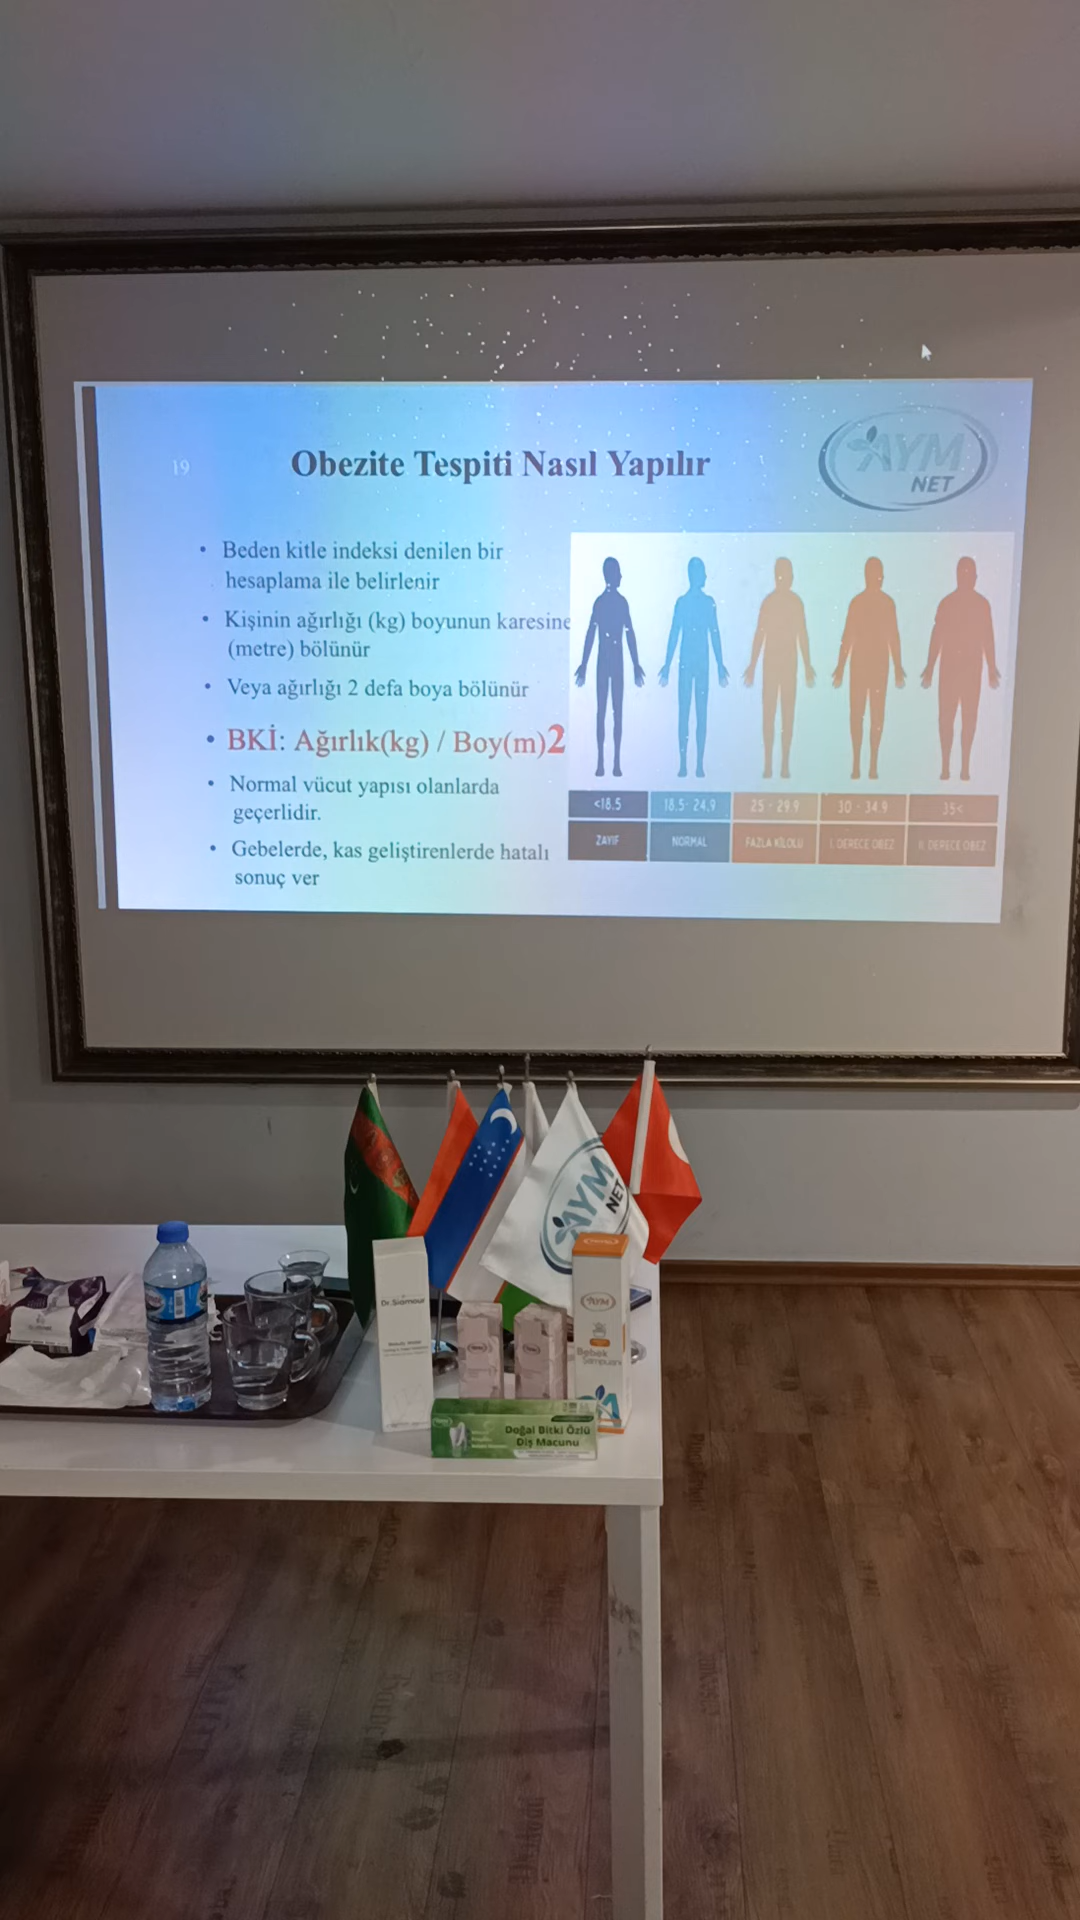 19
Obezite Tespiti Nasıl Yapılır
AYM
NET
• Beden kitle indeksi denilen bir
hesaplama ile belirlenir
• Kişinin ağırlığı (kg) boyunun karesine
(metre) bölünür
• Veya ağırlığı 2 defa boya bölünür
• BKİ: Ağırlık(kg) / Boy(m)2
• Normal vücut yapısı olanlarda
geçerlidir.
• Gebelerde, kas geliştirenlerde hatalı
sonuç ver
<18.5 18.5- 24.9 25 - 29.9 30 - 34.9 35<
ZAYIF NORMAL FAZLA KİLOLU I. DERECE OBEZ II. DERECE OBEZ
AYM
NET
Dr.Siamour
AYM
Bebek
Şampuanı
Doğal Bitki Özlü
Diş Macunu